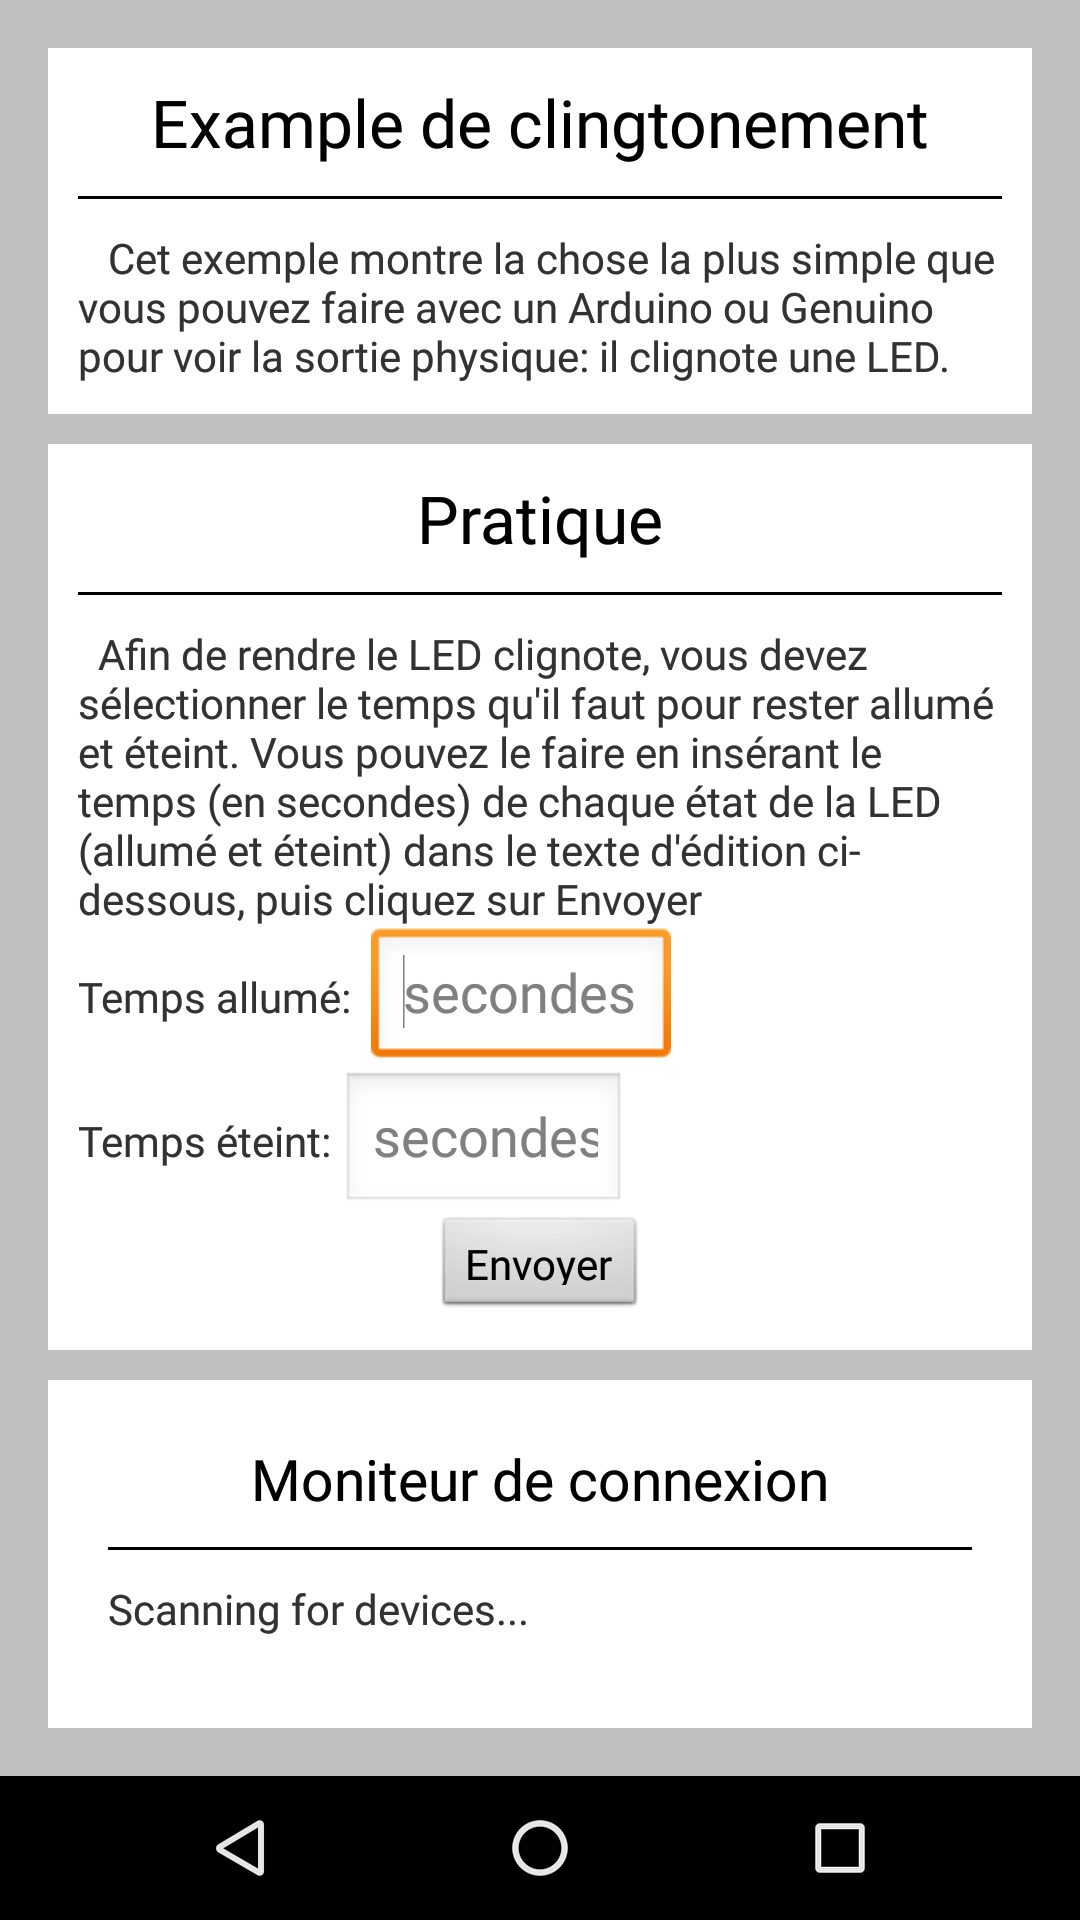 Example de clingtonement
Cet exemple montre la chose la plus simple que
vous pouvez faire avec un Arduino ou Genuino
pour voir la sortie physique: il clignote une LED.
Pratique
Afin de rendre le LED clignote, vous devez
sélectionner le temps qu'il faut pour rester allumé
et éteint. Vous pouvez le faire en insérant le
temps (en secondes) de chaque état de la LED
(allumé et éteint) dans le texte d'édition ci-
dessous, puis cliquez sur Envoyer
Temps allumé: secondes
Temps éteint: secondes
Envoyer
Moniteur de connexion
Scanning for devices...